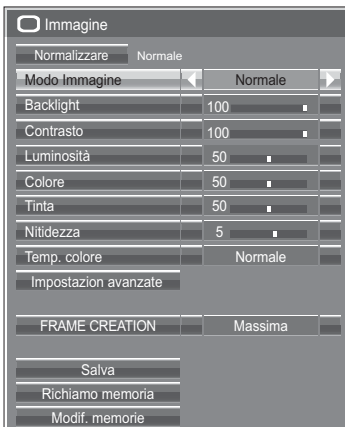 Immagine
Normalizzare Normale
Modo Immagine Normale
Backlight 100
Contrasto 100
Luminosità 50
Colore 50
Tinta 50
Nitidezza 5
Temp. colore Normale
Impostazion avanzate
FRAME CREATION Massima
Salva
Richiamo memoria
Modif. memorie